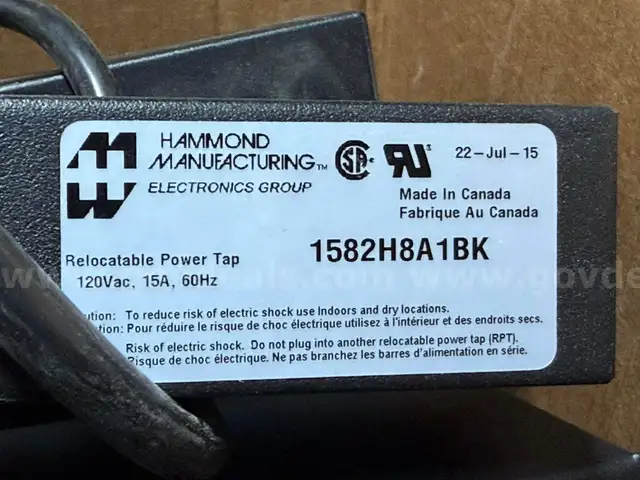 HAMMOND
MANUFACTURING™
ELECTRONICS GROUP
22-Jul-15
Made In Canada
Fabrique Au Canada
Relocatable Power Tap
120Vac, 15A, 60Hz
1582H8A1BK
To reduce risk of electric shock use Indoors and dry locations.
Pour réduire le risque de choc électrique utilisez à l'intérieur et des endroits secs.
Risk of electric shock. Do not plug into another relocatable power tap (RPT).
Risque de choc électrique. Ne pas branchez les barres d'alimentation en série.